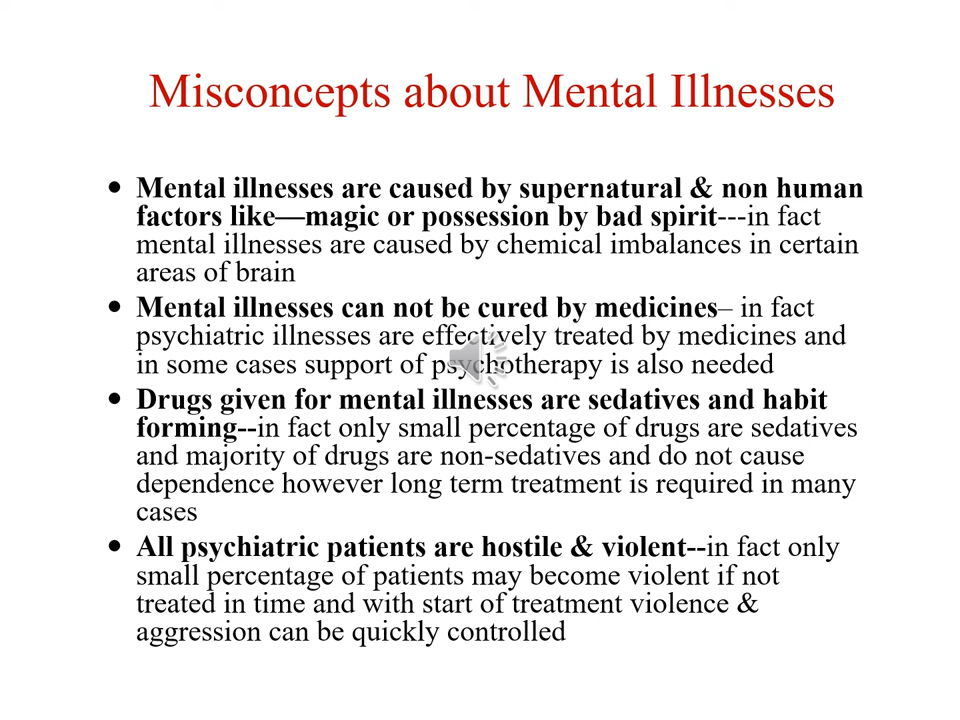 Misconcepts about Mental Illnesses
• Mental illnesses are caused by supernatural & non human
factors like—magic or possession by bad spirit---in fact
mental illnesses are caused by chemical imbalances in certain
areas of brain
• Mental illnesses can not be cured by medicines– in fact
psychiatric illnesses are effectively treated by medicines and
in some cases support of psychotherapy is also needed
• Drugs given for mental illnesses are sedatives and habit
forming--in fact only small percentage of drugs are sedatives
and majority of drugs are non-sedatives and do not cause
dependence however long term treatment is required in many
cases
• All psychiatric patients are hostile & violent--in fact only
small percentage of patients may become violent if not
treated in time and with start of treatment violence &
aggression can be quickly controlled